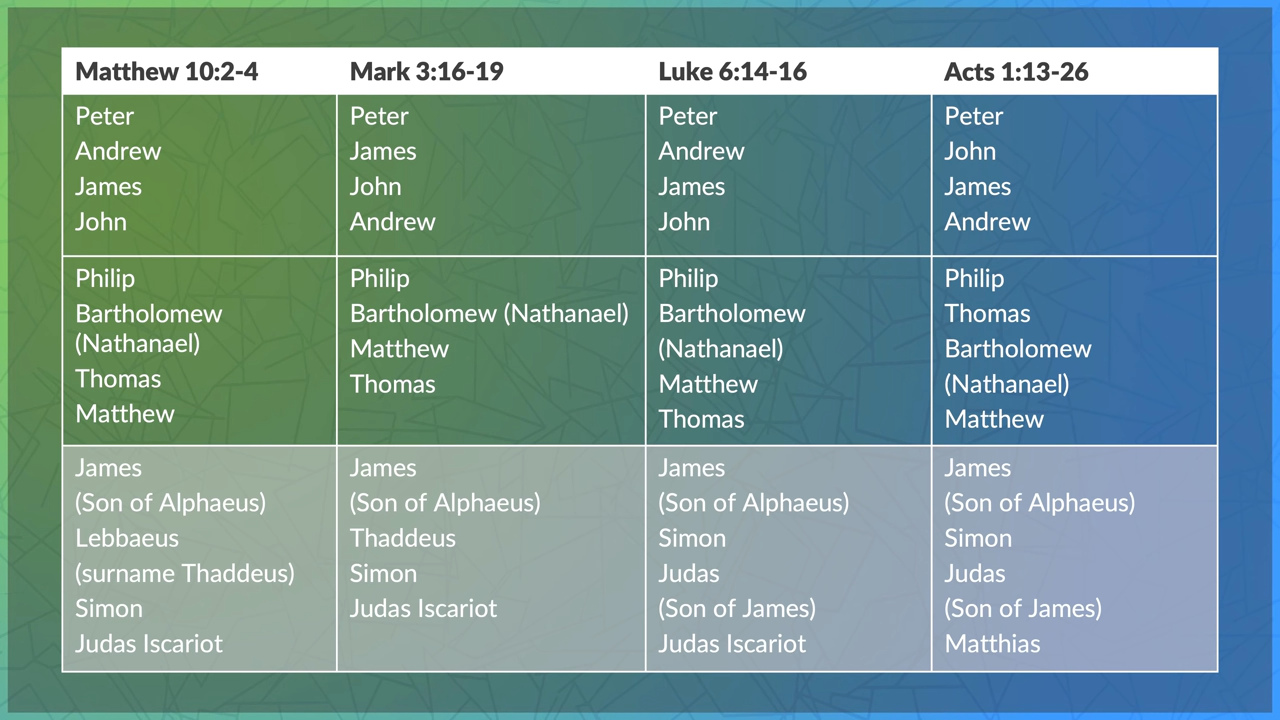 Matthew 10:2-4
Mark 3:16-19
Luke 6:14-16
Acts 1:13-26
Peter
Andrew
James
John
Peter
James
John
Andrew
Peter
Andrew
James
John
Peter
John
James
Andrew
Philip
Bartholomew
(Nathanael)
Thomas
Matthew
Philip
Bartholomew (Nathanael)
Matthew
Thomas
Philip
Bartholomew
(Nathanael)
Matthew
Thomas
Philip
Thomas
Bartholomew
(Nathanael)
Matthew
James
(Son of Alphaeus)
Lebbaeus
(surname Thaddeus)
Simon
Judas Iscariot
James
(Son of Alphaeus)
Thaddeus
Simon
Judas Iscariot
James
(Son of Alphaeus)
Simon
Judas
(Son of James)
Judas Iscariot
James
(Son of Alphaeus)
Simon
Judas
(Son of James)
Matthias